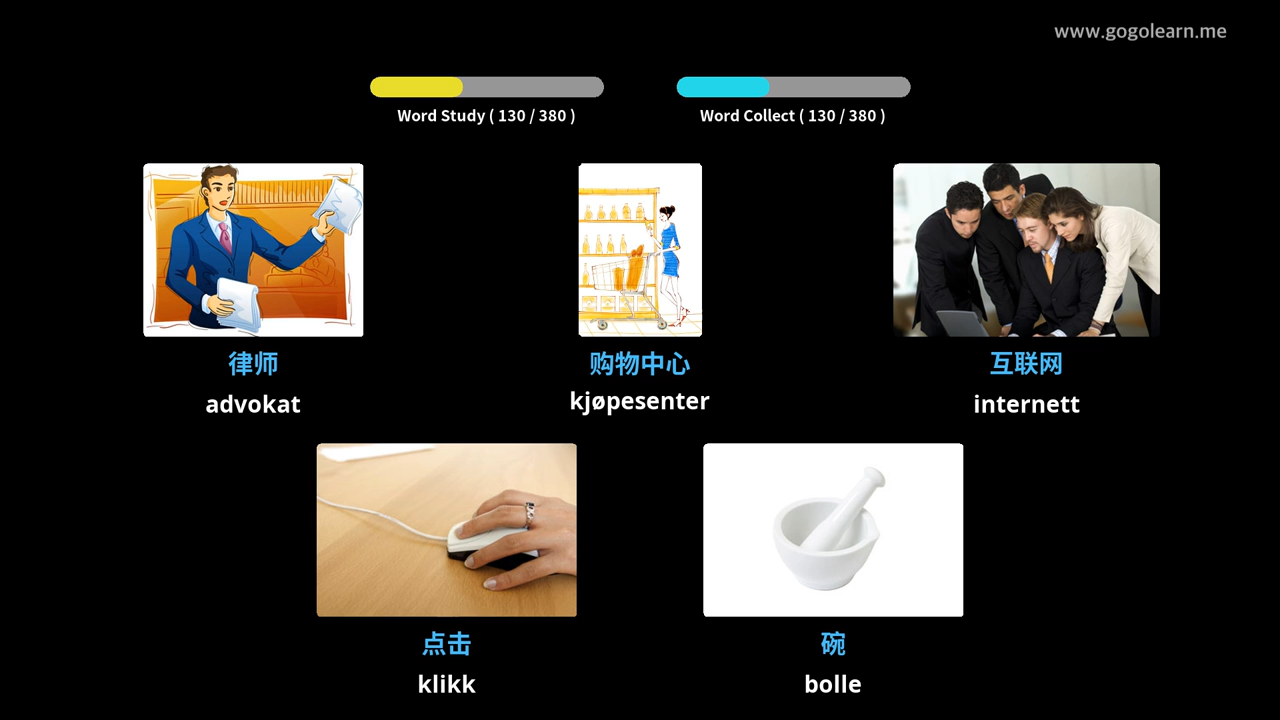 www.gogolearn.me
Word Study ( 130 / 380 )
Word Collect ( 130 / 380 )
律师
advokat
购物中心
kjøpesenter
互联网
internett
点击
klikk
碗
bolle